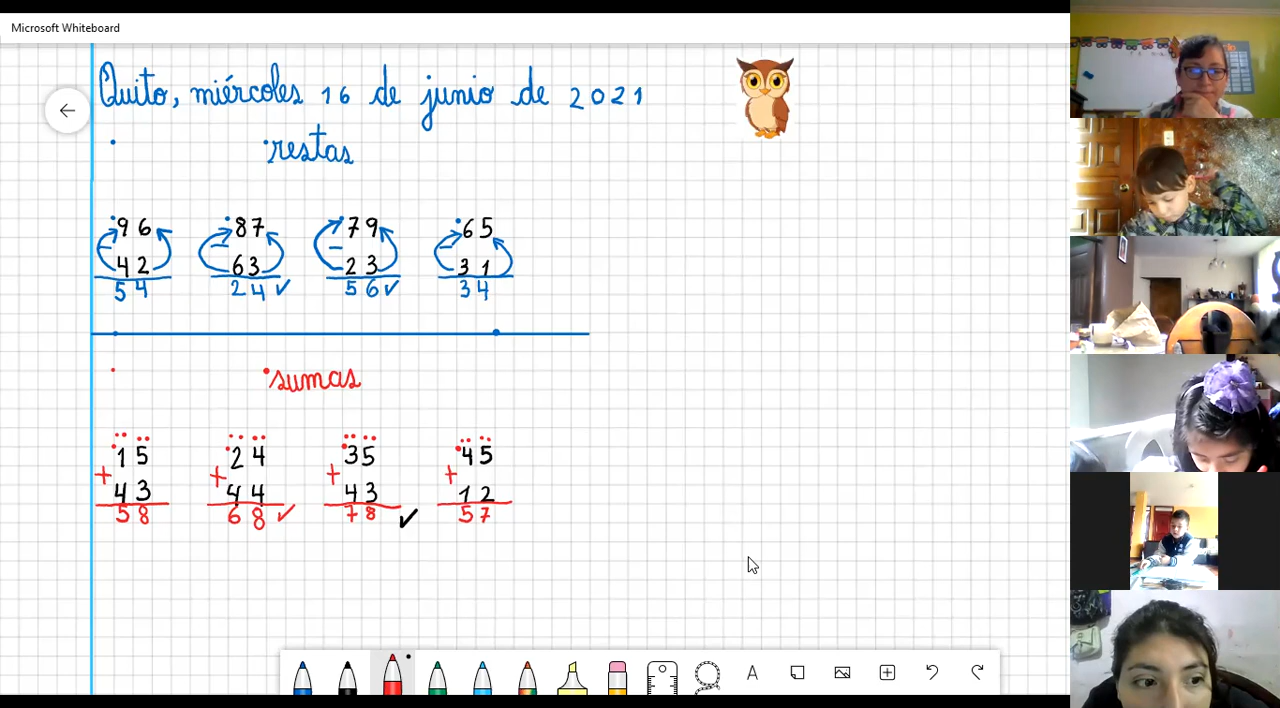 Microsoft Whiteboard
Quito, miércoles 16 de junio de 2021
restas
96 87 79 65
- - - -
42 63 23 31
54 24✓ 56✓ 34
sumas
15 24 35 45
+ + + +
43 44 43 12
58 68✓ 78✓ 57
A